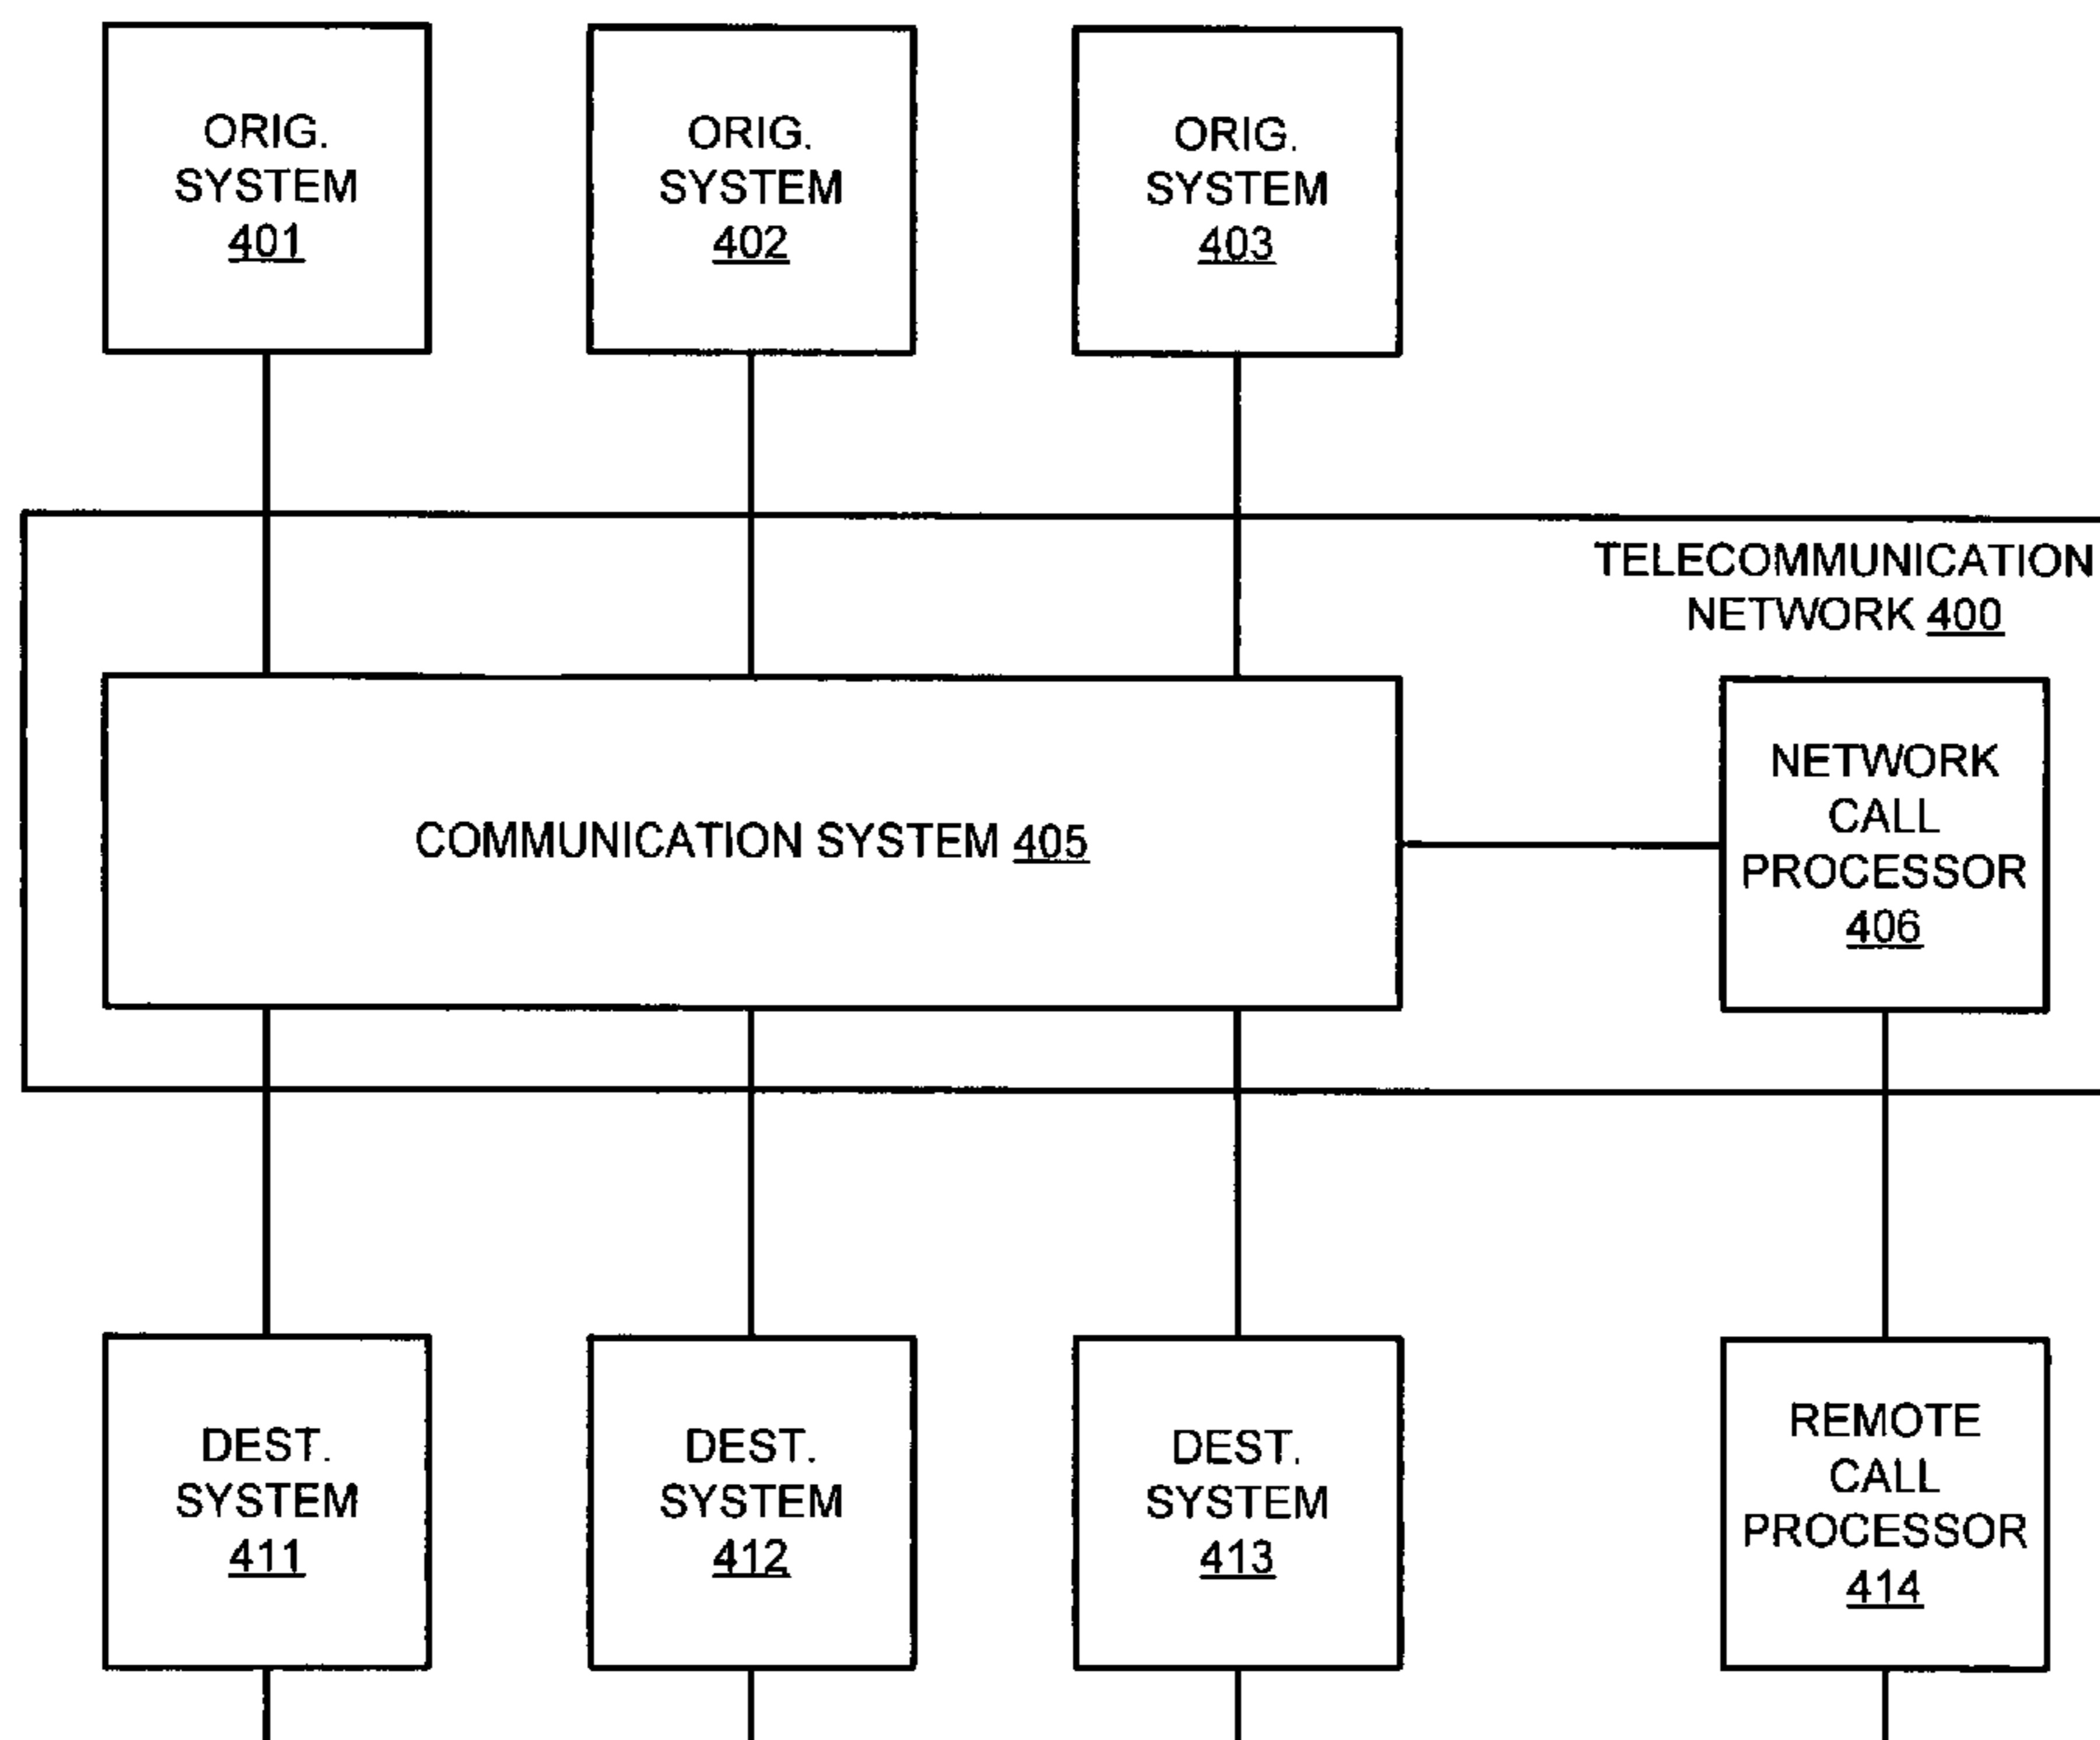 ORIG.
SYSTEM
401
ORIG.
SYSTEM
402
ORIG.
SYSTEM
403
TELECOMMUNICATION
NETWORK 400
COMMUNICATION SYSTEM 405
NETWORK
CALL
PROCESSOR
406
DEST.
SYSTEM
411
DEST.
SYSTEM
412
DEST.
SYSTEM
413
REMOTE
CALL
PROCESSOR
414